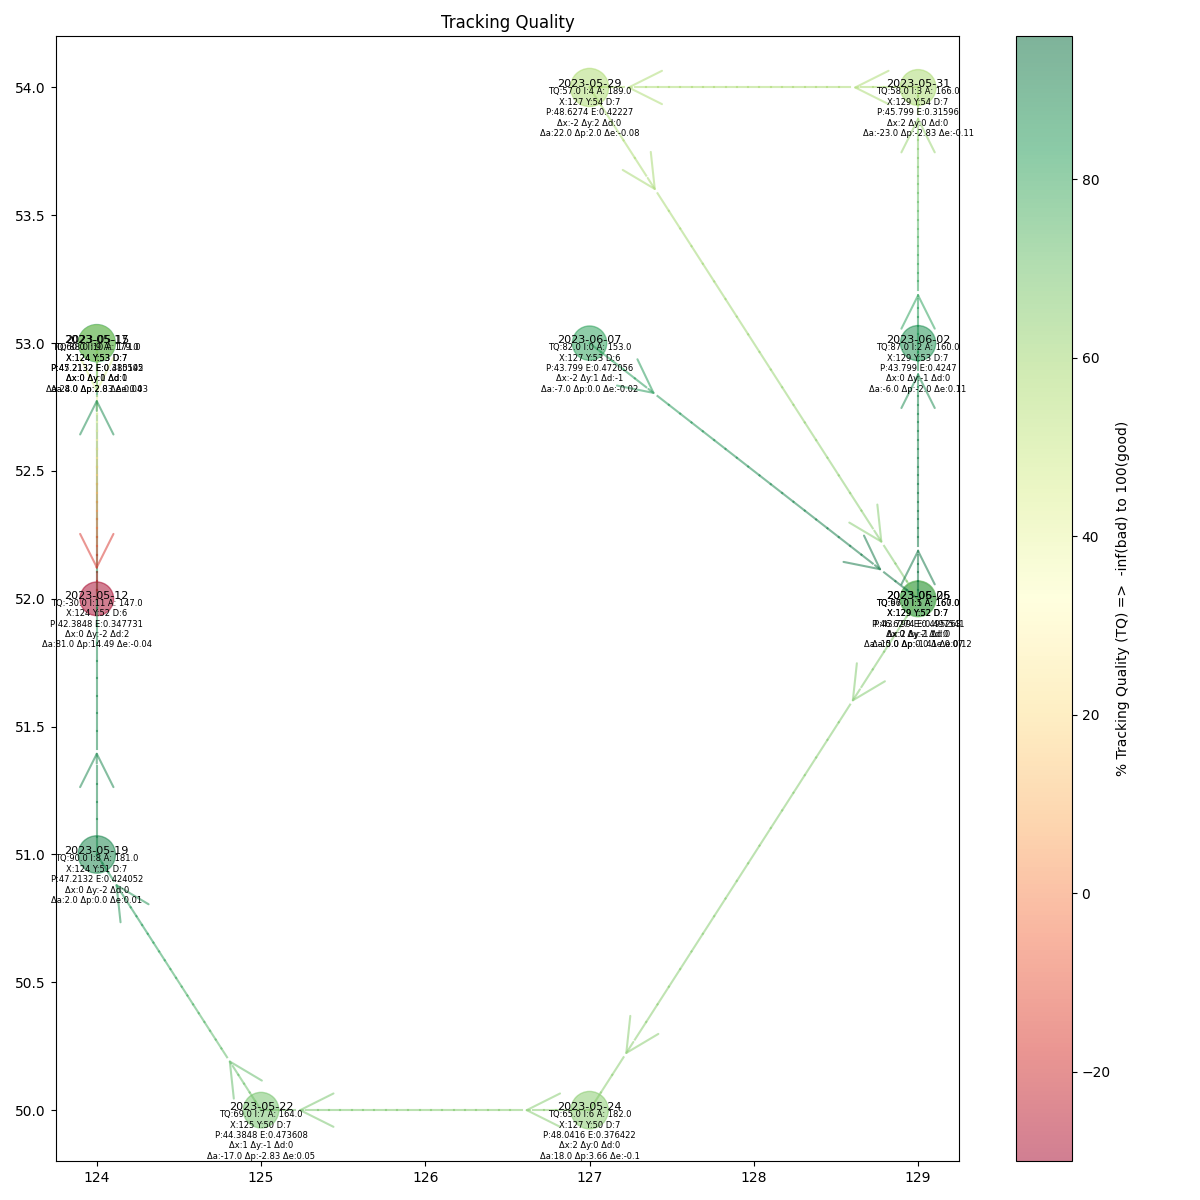 Tracking Quality
54.0
53.5
53.0
52.5
52.0
51.5
51.0
50.5
50.0
124
125
126
127
128
129
2023-05-29
TQ:57.0 I:4 A: 189.0
X:127 Y:54 D:7
P:48.6274 E:0.42227
Δx:-2 Δy:2 Δd:0
Δa:22.0 Δp:2.0 Δe:-0.08
2023-05-31
TQ:58.0 I:3 A: 166.0
X:129 Y:54 D:7
P:45.799 E:0.31596
Δx:2 Δy:0 Δd:0
Δa:-23.0 Δp:-2.83 Δe:-0.11
X:124 Y:53 D:7
2023-06-07
TQ:82.0 I:0 A: 153.0
X:127 Y:53 D:6
P:43.799 E:0.472056
Δx:-2 Δy:1 Δd:-1
Δa:-7.0 Δp:0.0 Δe:-0.02
2023-06-02
TQ:87.0 I:2 A: 160.0
X:129 Y:53 D:7
P:43.799 E:0.4247
Δx:0 Δy:-1 Δd:0
Δa:-6.0 Δp:-2.0 Δe:0.11
2023-05-12
TQ:-30.0 I:11 A: 147.0
X:124 Y:52 D:6
P:42.3848 E:0.347731
Δx:0 Δy:-2 Δd:2
Δa:81.0 Δp:14.49 Δe:-0.04
X:129 Y:52 D:7
2023-05-19
TQ:90.0 I:8 A: 181.0
X:124 Y:51 D:7
P:47.2132 E:0.424052
Δx:0 Δy:-2 Δd:0
Δa:2.0 Δp:0.0 Δe:0.01
2023-05-22
TQ:69.0 I:7 A: 164.0
X:125 Y:50 D:7
P:44.3848 E:0.473608
Δx:1 Δy:-1 Δd:0
Δa:-17.0 Δp:-2.83 Δe:0.05
2023-05-24
TQ:65.0 I:6 A: 182.0
X:127 Y:50 D:7
P:48.0416 E:0.376422
Δx:2 Δy:0 Δd:0
Δa:18.0 Δp:3.66 Δe:-0.1
80
60
40
20
0
−20
% Tracking Quality (TQ) => -inf(bad) to 100(good)